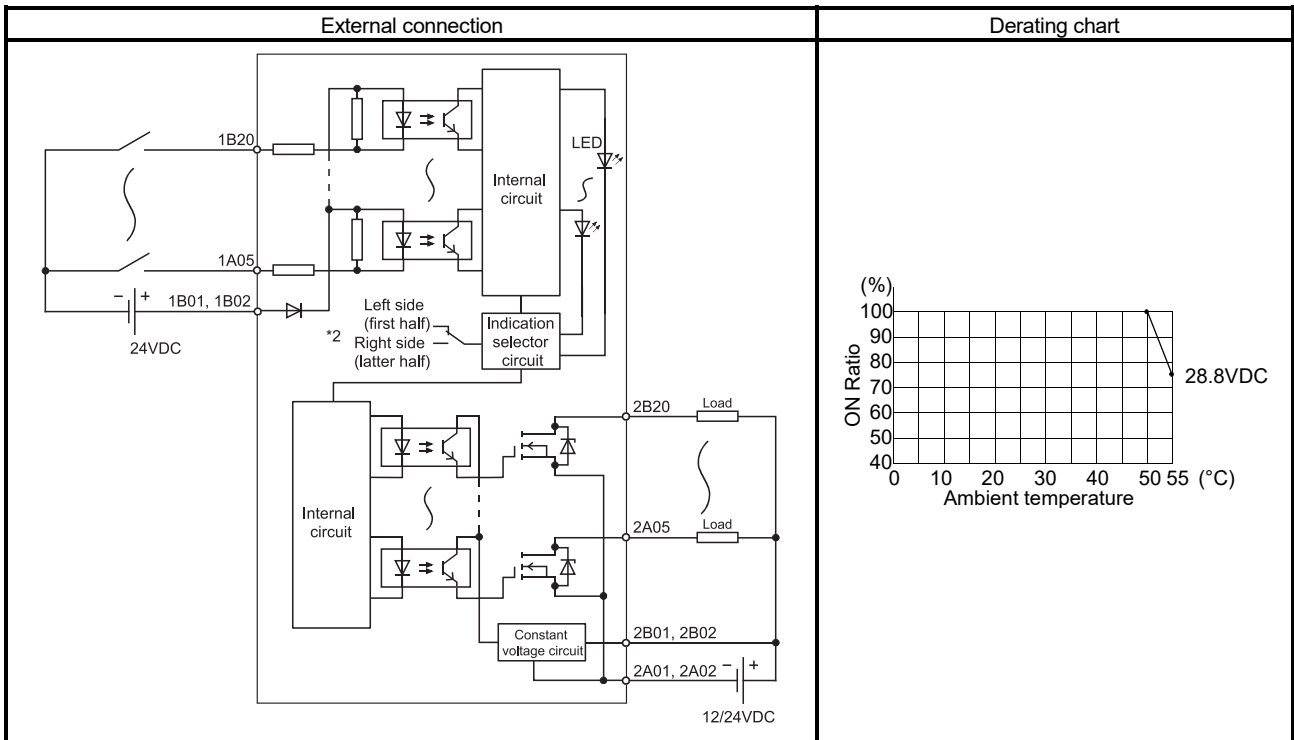 External connection
Derating chart
1B20
1A05
1B01, 1B02
− +
24VDC
LED
Internal
circuit
Left side
(first half)
*2
Right side
(latter half)
Indication
selector
circuit
Internal
circuit
2B20
Load
2A05
Load
Constant
voltage circuit
2B01, 2B02
2A01, 2A02
− +
12/24VDC
(%)
100
90
80
70
60
50
40
ON Ratio
0 10 20 30 40 50 55 (°C)
Ambient temperature
28.8VDC